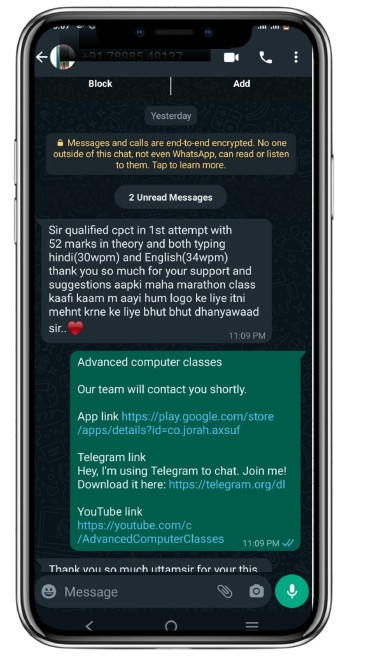 Block
Add
Yesterday
Messages and calls are end-to-end encrypted. No one
outside of this chat, not even WhatsApp, can read or listen
to them. Tap to learn more.
2 Unread Messages
Sir qualified cpct in 1st attempt with
52 marks in theory and both typing
hindi(30wpm) and English(34wpm)
thank you so much for your support and
suggestions aapki maha marathon class
kaafi kaam m aayi hum logo ke liye itni
mehnt krne ke liye bhut bhut dhanyawaad
sir..❤️
11:09 PM
Advanced computer classes
Our team will contact you shortly.
App link https://play.google.com/store
/apps/details?id=co.jorah.axsuf
Telegram link
Hey, I'm using Telegram to chat. Join me!
Download it here: https://telegram.org/dl
YouTube link
https://youtube.com/c
/AdvancedComputerClasses
11:09 PM
Thank you so much uttamsir for your this
Message